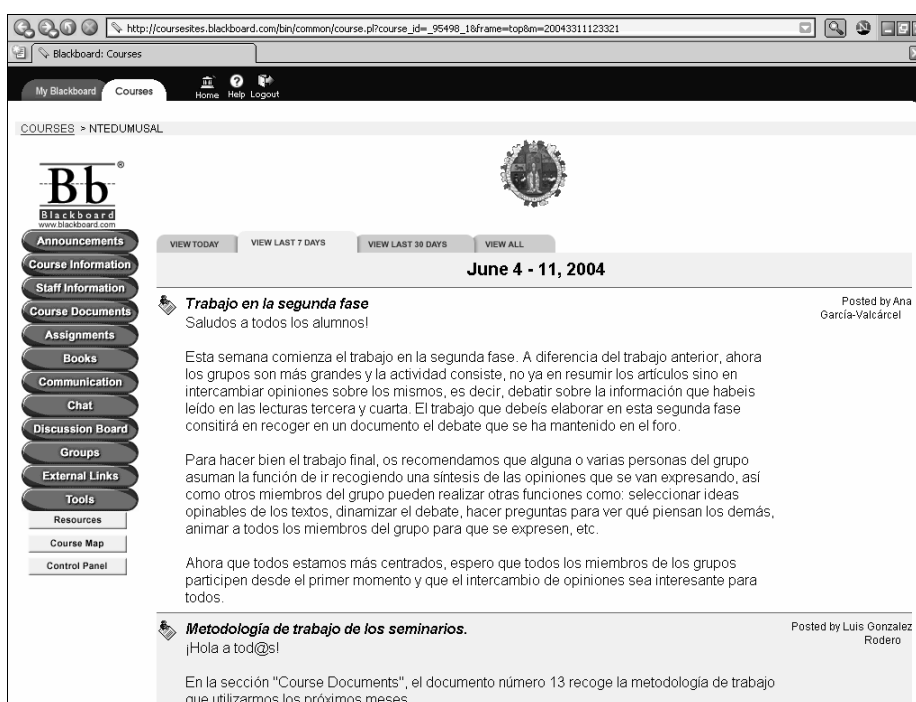 http://coursesites.blackboard.com/bin/common/course.pl?course_id=_95498_1&frame=top&m=20043311123321
Blackboard: Courses
My Blackboard
Courses
Home
Help
Logout
COURSES > NTEDUMUSAL
Bb
®
Blackboard
www.blackboard.com
Announcements
Course Information
Staff Information
Course Documents
Assignments
Books
Communication
Chat
Discussion Board
Groups
External Links
Tools
Resources
Course Map
Control Panel
VIEW TODAY
VIEW LAST 7 DAYS
VIEW LAST 30 DAYS
VIEW ALL
June 4 - 11, 2004
Trabajo en la segunda fase
Posted by Ana
García-Valcárcel
Saludos a todos los alumnos!
Esta semana comienza el trabajo en la segunda fase. A diferencia del trabajo anterior, ahora
los grupos son más grandes y la actividad consiste, no ya en resumir los artículos sino en
intercambiar opiniones sobre los mismos, es decir, debatir sobre la información que habeis
leído en las lecturas tercera y cuarta. El trabajo que debeís elaborar en esta segunda fase
consitirá en recoger en un documento el debate que se ha mantenido en el foro.
Para hacer bien el trabajo final, os recomendamos que alguna o varias personas del grupo
asuman la función de ir recogiendo una síntesis de las opiniones que se van expresando, así
como otros miembros del grupo pueden realizar otras funciones como: seleccionar ideas
opinables de los textos, dinamizar el debate, hacer preguntas para ver qué piensan los demás,
animar a todos los miembros del grupo para que se expresen, etc.
Ahora que todos estamos más centrados, espero que todos los miembros de los grupos
participen desde el primer momento y que el intercambio de opiniones sea interesante para
todos.
Metodología de trabajo de los seminarios.
Posted by Luis Gonzalez
Rodero
¡Hola a tod@s!
En la sección "Course Documents", el documento número 13 recoge la metodología de trabajo
que utilizarmos los próximos meses.